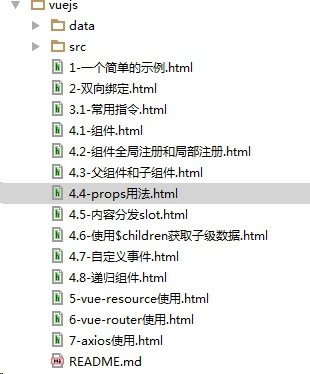 vuejs
data
src
1-一个简单的示例.html
2-双向绑定.html
3.1-常用指令.html
4.1-组件.html
4.2-组件全局注册和局部注册.html
4.3-父组件和子组件.html
4.4-props用法.html
4.5-内容分发slot.html
4.6-使用$children获取子级数据.html
4.7-自定义事件.html
4.8-递归组件.html
5-vue-resource使用.html
6-vue-router使用.html
7-axios使用.html
README.md